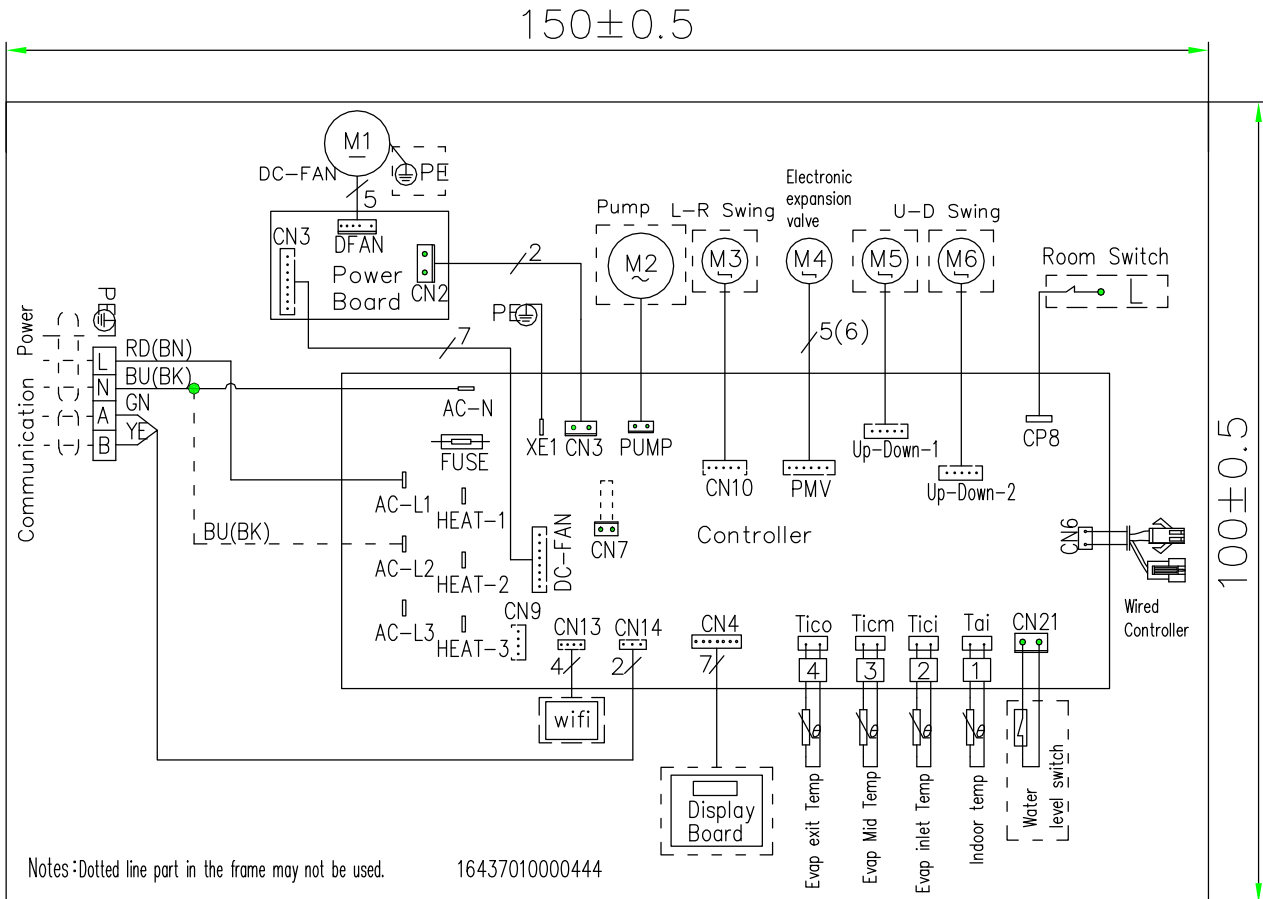 150±0.5
M1
DC-FAN
PE
5
CN3
DFAN
Power
Board
CN2
2
7
Pump
M2
L-R Swing
M3
Electronic
expansion
valve
M4
5(6)
U-D Swing
M5
M6
Room Switch
L
PE
Power
Communication
PE
L
N
A
B
RD(BN)
BU(BK)
GN
YE
BU(BK)
AC-N
FUSE
XE1
CN3
PUMP
CN10
PMV
Up-Down-1
Up-Down-2
CP8
AC-L1
HEAT-1
AC-L2
HEAT-2
AC-L3
HEAT-3
DC-FAN
CN7
Controller
CN6
Wired
Controller
100±0.5
CN9
CN13
4
wifi
CN14
2
CN4
7
Display
Board
Tico
4
Evap exit Temp
Ticm
3
Evap Mid Temp
Tici
2
Evap inlet Temp
Tai
1
Indoor temp
CN21
Water
level switch
Notes:Dotted line part in the frame may not be used.
16437010000444